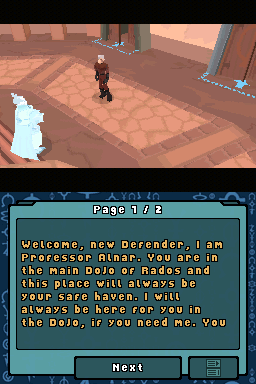 Page 1 / 2
Welcome, new Defender, I am
Professor Alnar. You are in
the main DoJo of Rados and
this place will always be
your safe haven. I will
always be here for you in
the DoJo, if you need me. You
Next